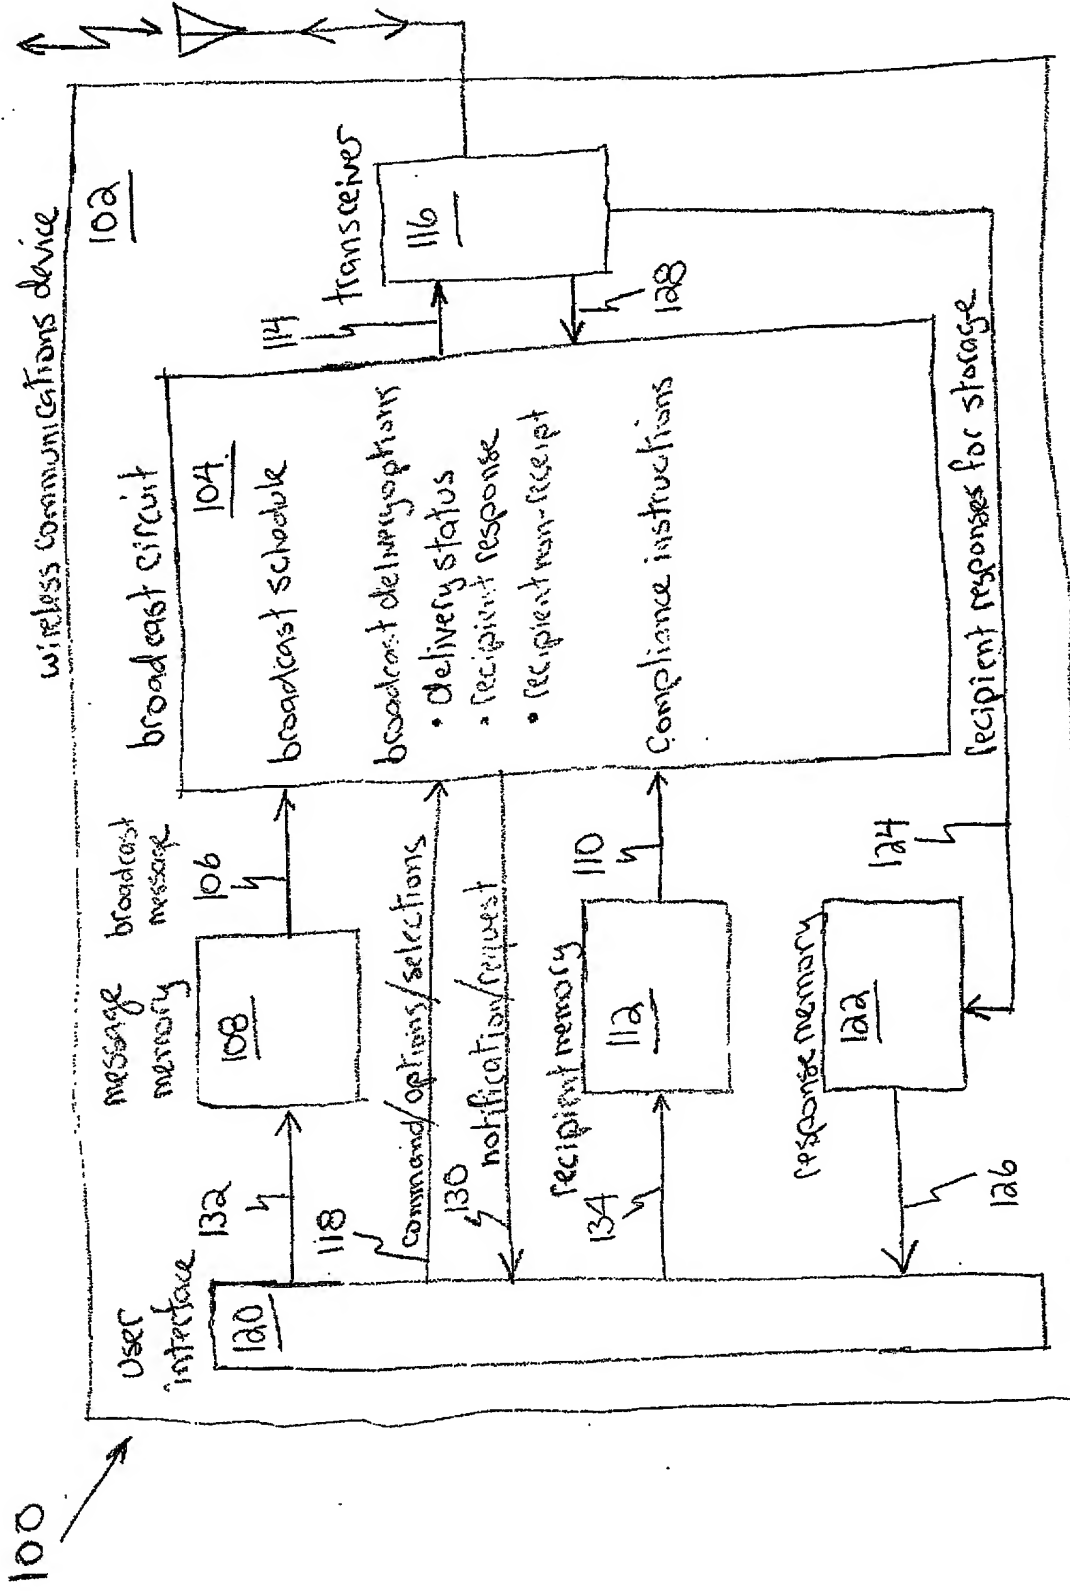 100
wireless communications device
102
User
interface
120
132
message
memory
108
broadcast
message
106
broadcast circuit
104
broadcast schedule
broadcast delivery options
• delivery status
• recipient response
• recipient non-receipt
Compliance instructions
118
command/options/selections
130
notification/request
134
recipient memory
112
110
response memory
122
126
124
recipient responses for storage
114
transceiver
116
128